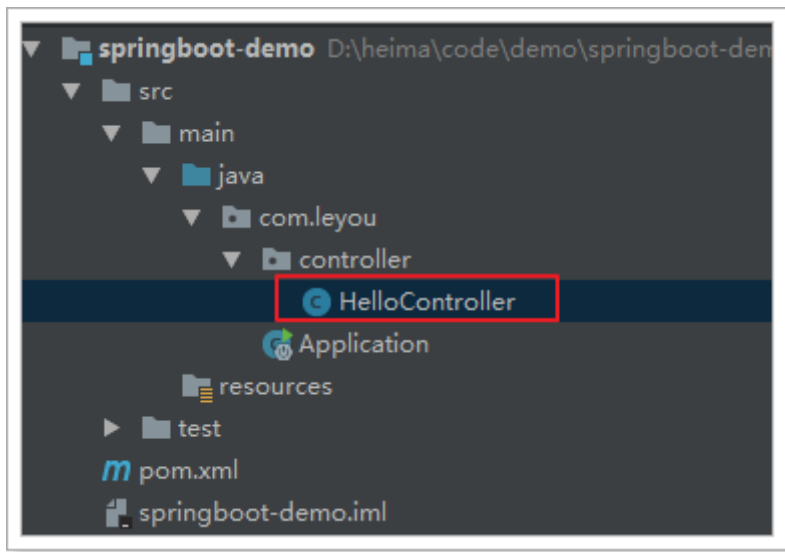 springboot-demo D:\heima\code\demo\springboot-dem
src
main
java
com.leyou
controller
HelloController
Application
resources
test
pom.xml
springboot-demo.iml